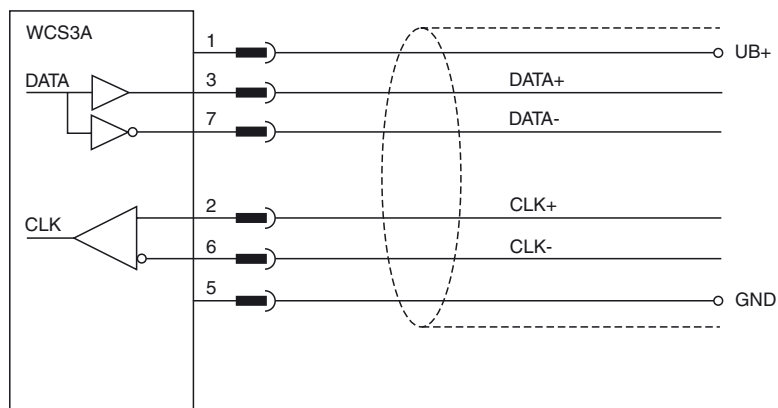 WCS3A
1
UB+
DATA
3
DATA+
7
DATA-
2
CLK+
CLK
6
CLK-
5
GND